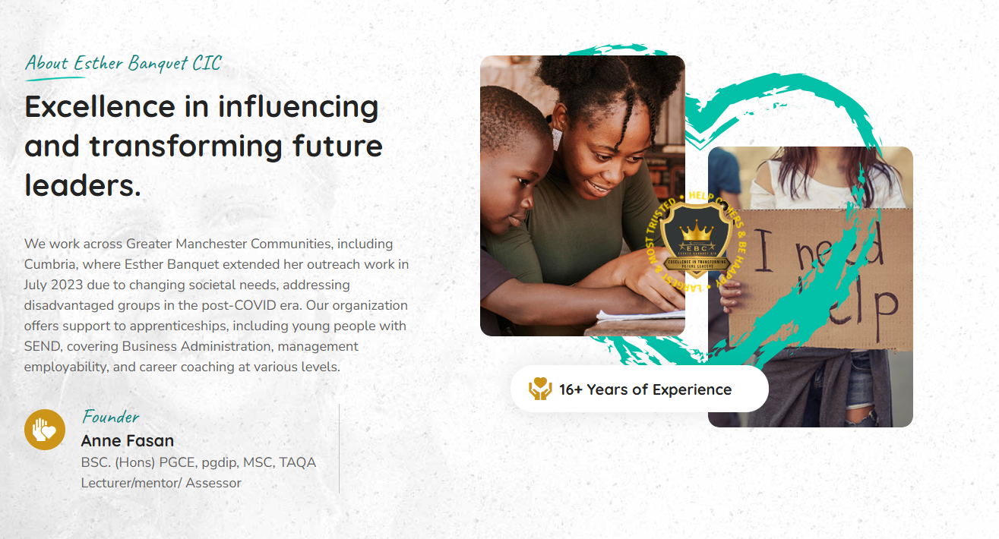 About Esther Banquet CIC
Excellence in influencing
and transforming future
leaders.
We work across Greater Manchester Communities, including
Cumbria, where Esther Banquet extended her outreach work in
July 2023 due to changing societal needs, addressing
disadvantaged groups in the post-COVID era. Our organization
offers support to apprenticeships, including young people with
SEND, covering Business Administration, management
employability, and career coaching at various levels.
Founder
Anne Fasan
BSC. (Hons) PGCE, pgdip, MSC, TAQA
Lecturer/mentor/ Assessor
HELP OTHERS & BE HAAPPY • LARGEST & MOST TRUSTED •
EBC
ESTHER BANQUET CIC
EXCELLENCE IN TRANSFORMING
FUTURE LEADERS
I need
help
16+ Years of Experience